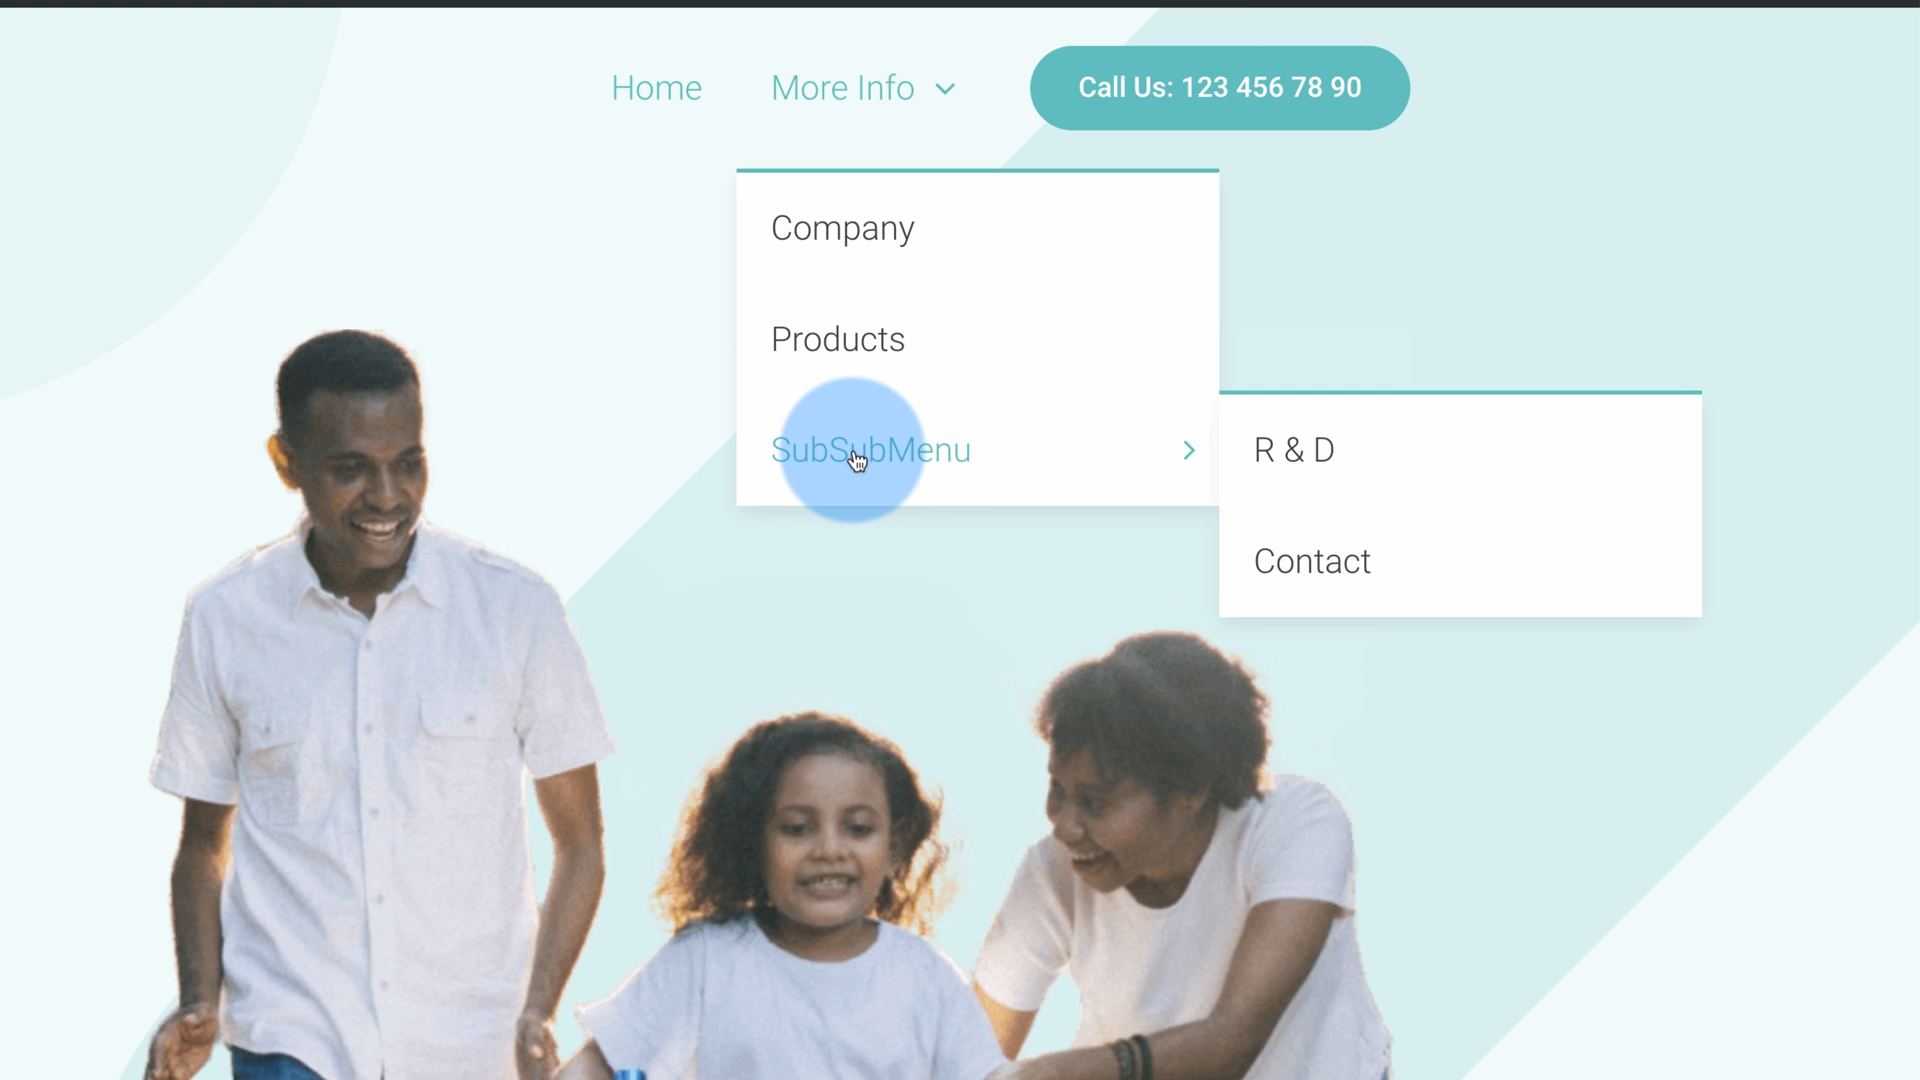 Home
More Info
Call Us: 123 456 78 90
Company
Products
SubSubMenu
R & D
Contact